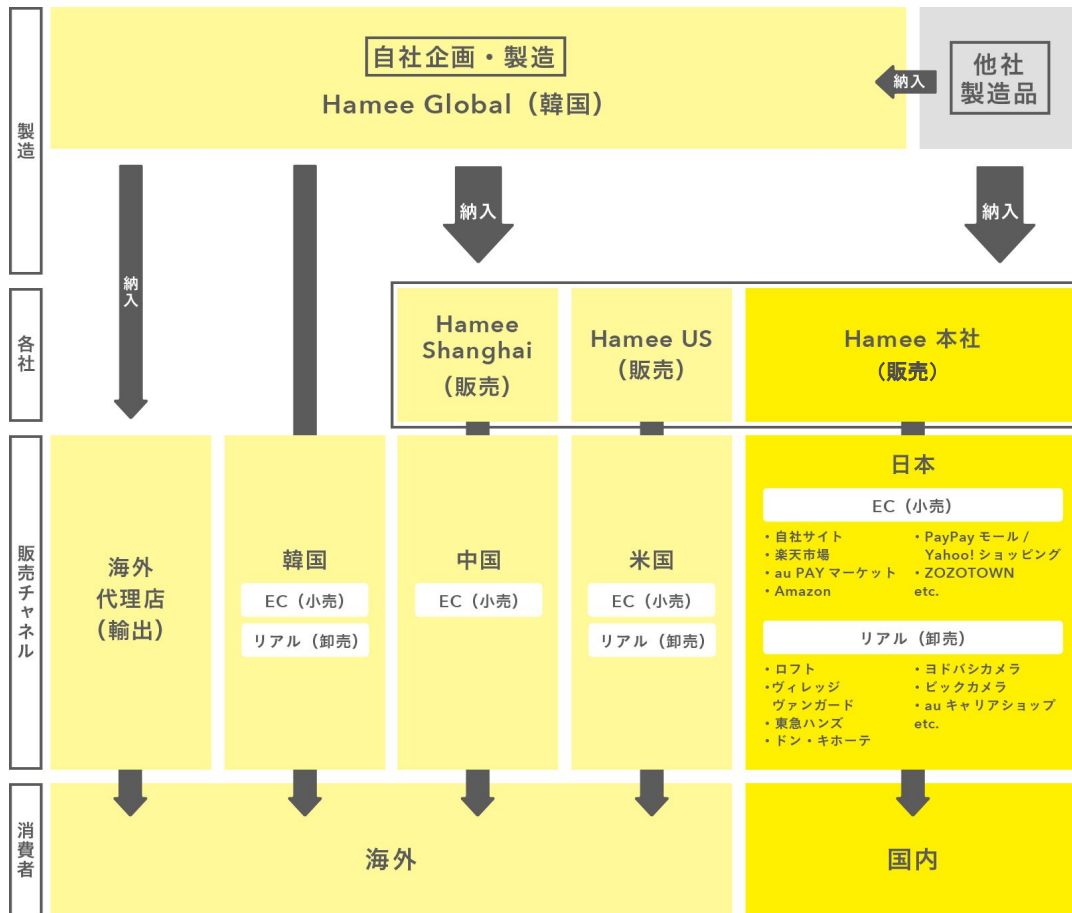 製造
自社企画・製造
Hamee Global（韓国）
納入
他社
製造品
納入
納入
納入
各社
Hamee
Shanghai
（販売）
Hamee US
（販売）
Hamee 本社
（販売）
販売チャネル
海外
代理店
（輸出）
韓国
EC（小売）
リアル（卸売）
中国
EC（小売）
米国
EC（小売）
リアル（卸売）
日本
EC（小売）
・自社サイト
・楽天市場
・au PAY マーケット
・Amazon
・PayPay モール /
Yahoo! ショッピング
・ZOZOTOWN
etc.
リアル（卸売）
・ロフト
・ヴィレッジ
ヴァンガード
・東急ハンズ
・ドン・キホーテ
・ヨドバシカメラ
・ビックカメラ
・au キャリアショップ
etc.
消費者
海外
国内